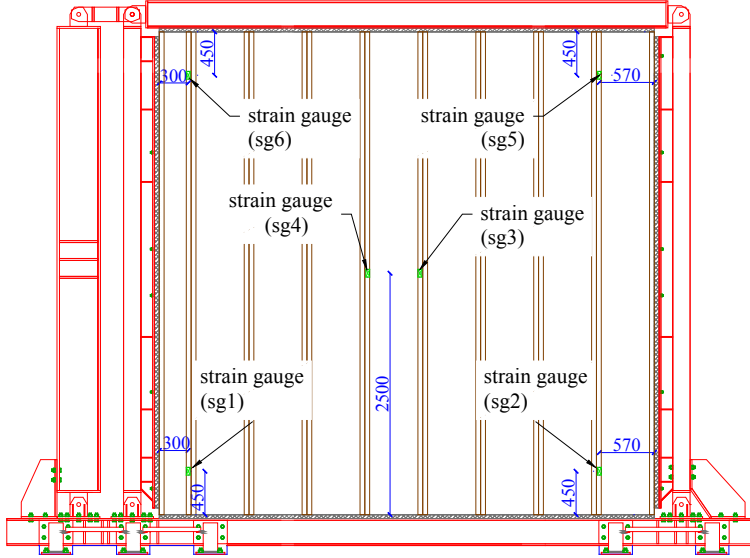 450
450
300
570
strain gauge
(sg6)
strain gauge
(sg5)
strain gauge
(sg4)
strain gauge
(sg3)
2500
strain gauge
(sg1)
strain gauge
(sg2)
300
570
450
450